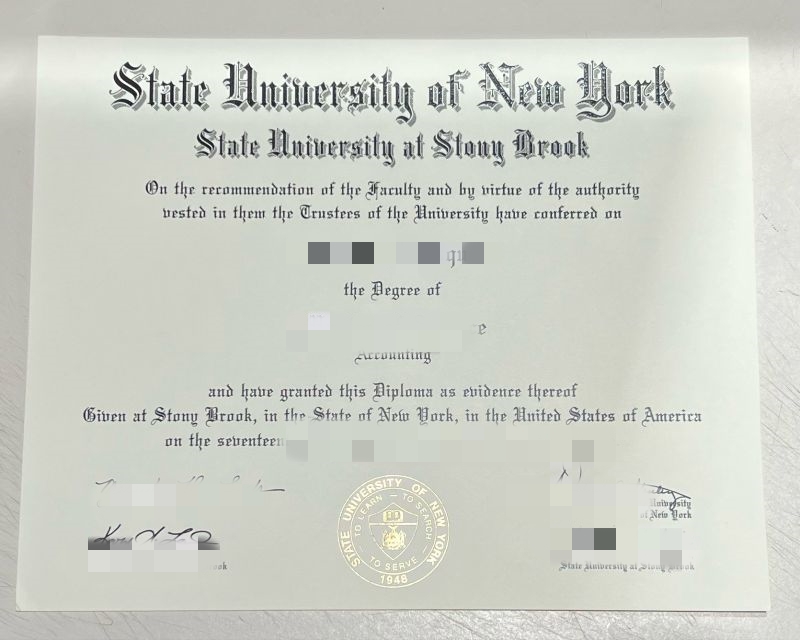 State University of New York
State University at Stony Brook
On the recommendation of the Faculty and by virtue of the authority
vested in them the Trustees of the University have conferred on
the Degree of
Accounting
and have granted this Diploma as evidence thereof
Given at Stony Brook, in the State of New York, in the United States of America
on the seventeen
STATE UNIVERSITY OF NEW YORK
TO LEARN — TO SEARCH
TO SERVE
1948
University
of New York
State University at Stony Brook